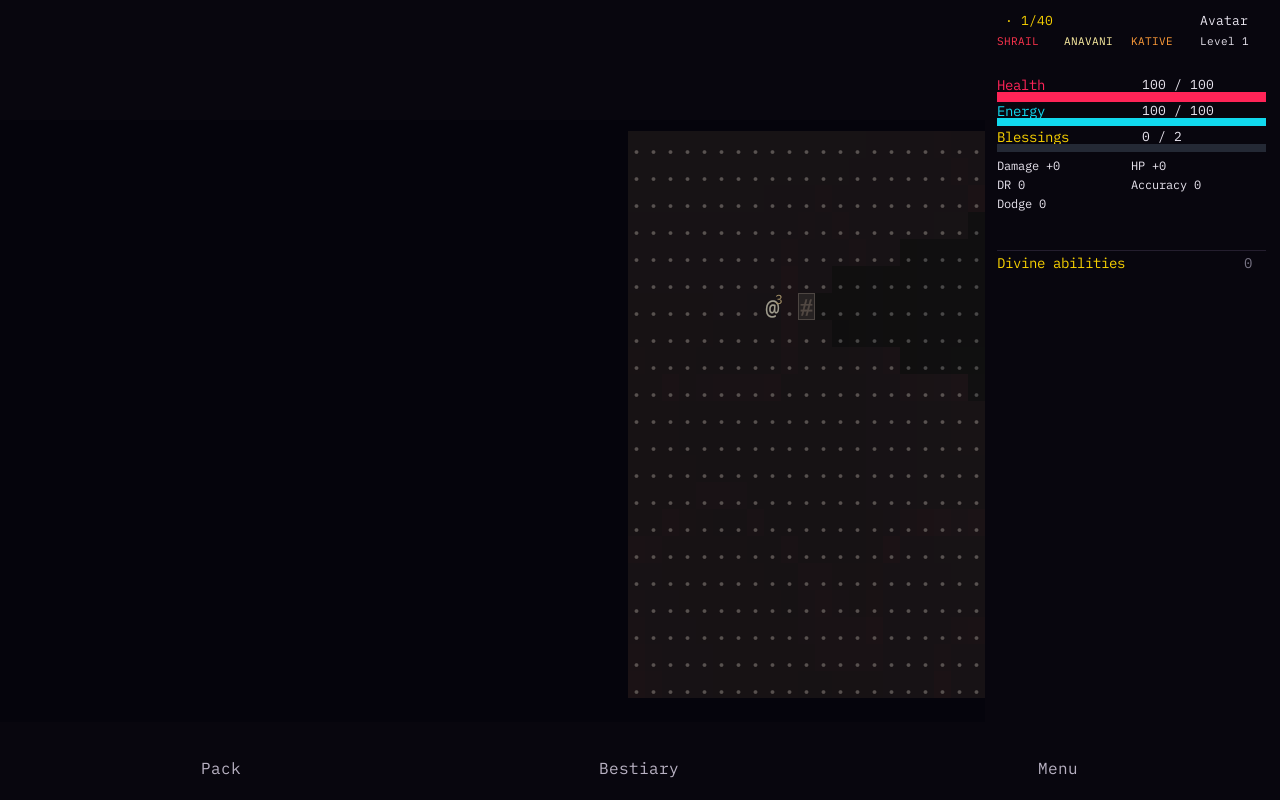 · 1/40 Avatar
SHRAIL ANAVANI KATIVE Level 1
Health 100 / 100
Energy 100 / 100
Blessings 0 / 2
Damage +0 HP +0
DR 0 Accuracy 0
Dodge 0
Divine abilities 0
@3 #
Pack Bestiary Menu